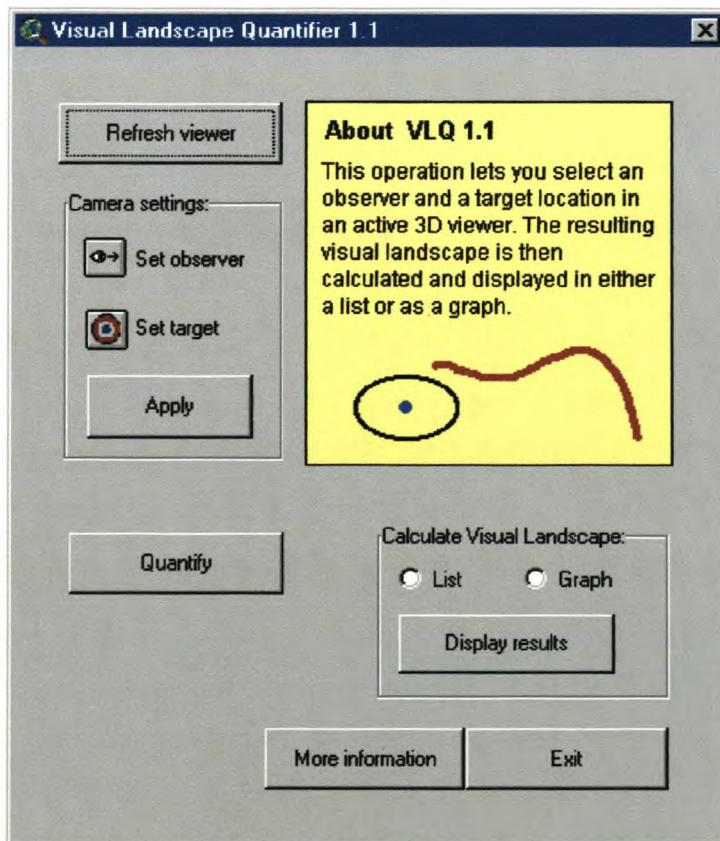 Visual Landscape Quantifier 1.1
Refresh viewer
About VLQ 1.1
This operation lets you select an
observer and a target location in
an active 3D viewer. The resulting
visual landscape is then
calculated and displayed in either
a list or as a graph.
Camera settings:
Set observer
Set target
Apply
Quantify
Calculate Visual Landscape:
List
Graph
Display results
More information
Exit